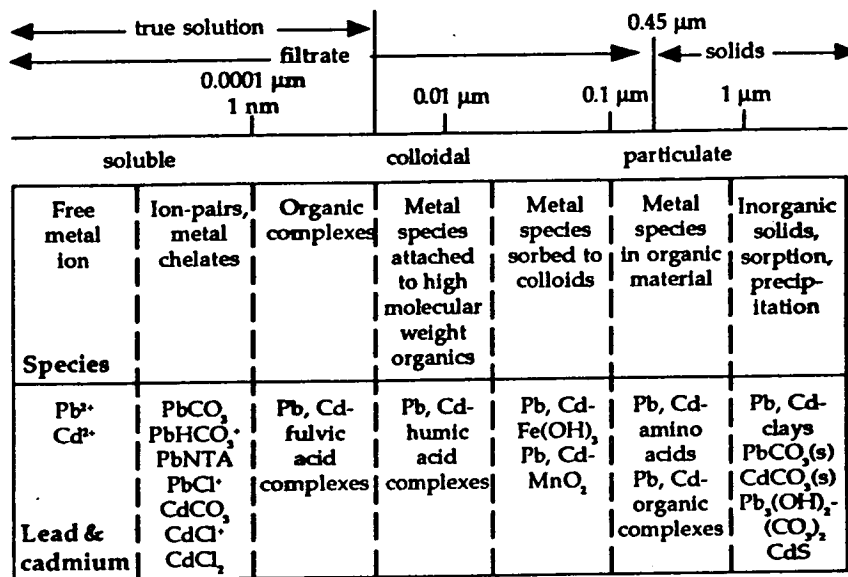 true solution
0.45 μm
filtrate
solids
0.0001 μm
1 nm
0.01 μm
0.1 μm
1 μm
soluble
colloidal
particulate
Free
metal
ion
Species
Ion-pairs,
metal
chelates
Organic
complexes
Metal
species
attached
to high
molecular
weight
organics
Metal
species
sorbed to
colloids
Metal
species
in organic
material
Inorganic
solids,
sorption,
precip-
itation
Pb²⁺
Cd²⁺
Lead &
cadmium
PbCO₃
PbHCO₃⁺
PbNTA
PbCl⁺
CdCO₃
CdCl⁺
CdCl₂
Pb, Cd-
fulvic
acid
complexes
Pb, Cd-
humic
acid
complexes
Pb, Cd-
Fe(OH)₃
Pb, Cd-
MnO₂
Pb, Cd-
amino
acids
Pb, Cd-
organic
complexes
Pb, Cd-
clays
PbCO₃(s)
CdCO₃(s)
Pb₃(OH)₂-
(CO₃)₂
CdS